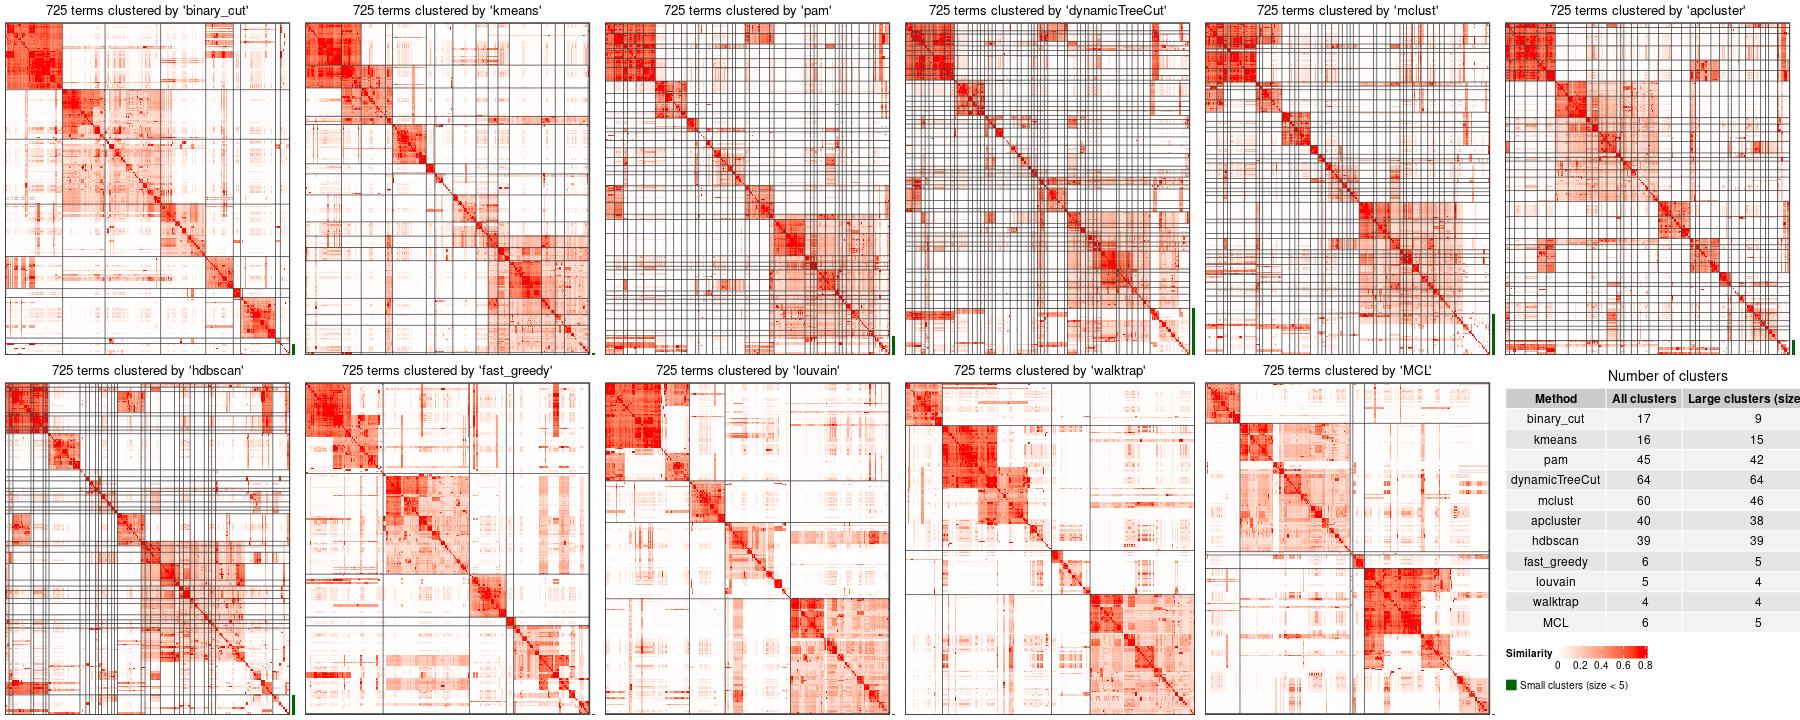 725 terms clustered by 'binary_cut'
725 terms clustered by 'kmeans'
725 terms clustered by 'pam'
725 terms clustered by 'dynamicTreeCut'
725 terms clustered by 'mclust'
725 terms clustered by 'apcluster'
725 terms clustered by 'hdbscan'
725 terms clustered by 'fast_greedy'
725 terms clustered by 'louvain'
725 terms clustered by 'walktrap'
725 terms clustered by 'MCL'
Number of clusters
Method All clusters Large clusters (size
binary_cut 17 9
kmeans 16 15
pam 45 42
dynamicTreeCut 64 64
mclust 60 46
apcluster 40 38
hdbscan 39 39
fast_greedy 6 5
louvain 5 4
walktrap 4 4
MCL 6 5
Similarity
0 0.2 0.4 0.6 0.8
Small clusters (size < 5)